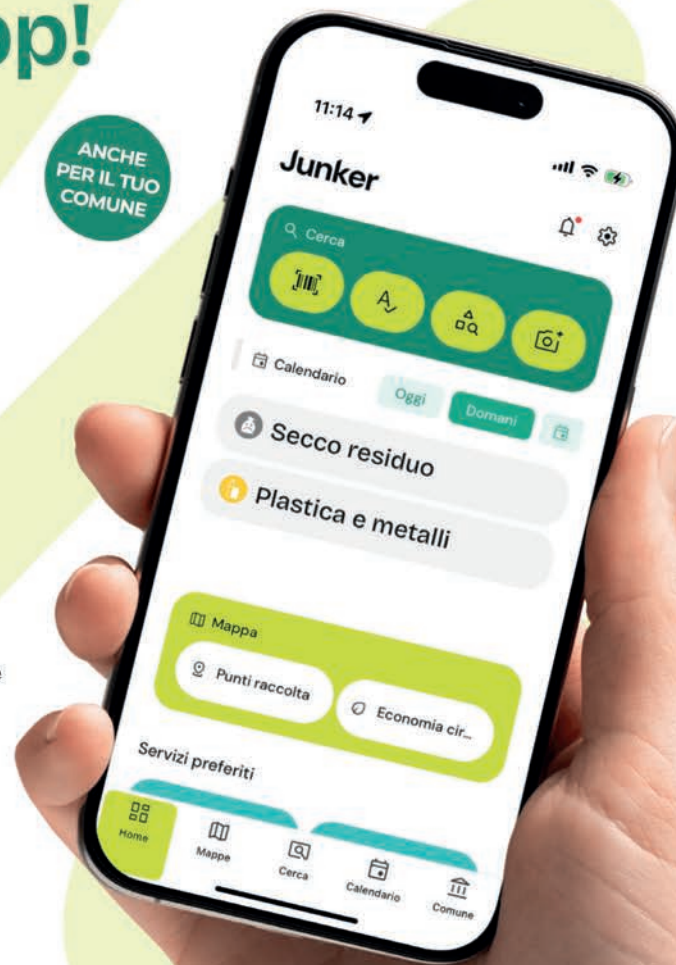 pp!
ANCHE
PER IL TUO
COMUNE
11:14
Junker
Cerca
Calendario
Oggi
Domani
Secco residuo
Plastica e metalli
Mappa
Punti raccolta
Economia cir...
e
Servizi preferiti
Home
Mappe
Cerca
Calendario
Comune